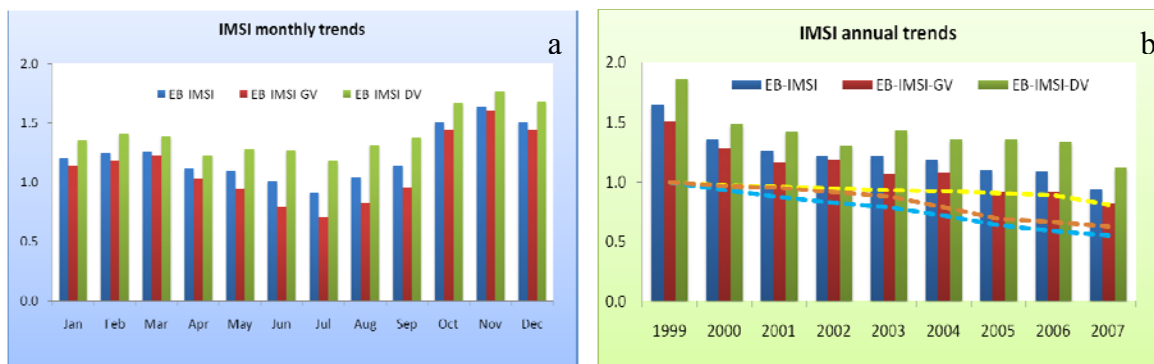 IMSI monthly trends
a
2.0
EB IMSI EB IMSI GV EB IMSI DV
1.5
1.0
0.5
0.0
Jan Feb Mar Apr May Jun Jul Aug Sep Oct Nov Dec
IMSI annual trends
b
2.0
EB-IMSI EB-IMSI-GV EB-IMSI-DV
1.5
1.0
0.5
0.0
1999 2000 2001 2002 2003 2004 2005 2006 2007